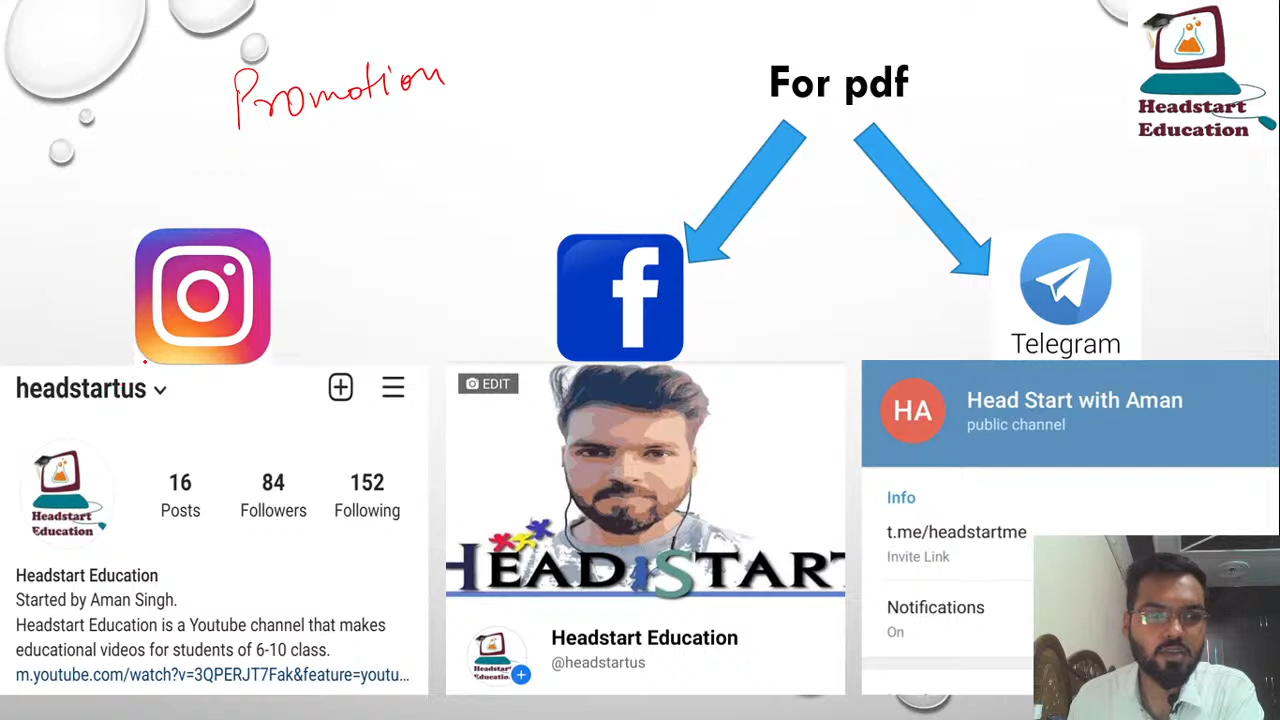 Promotion
For pdf
Headstart
Education
Telegram
headstartus
16
84
152
Posts
Followers
Following
Headstart
Education
Headstart Education
Started by Aman Singh.
Headstart Education is a Youtube channel that makes
educational videos for students of 6-10 class.
m.youtube.com/watch?v=3QPERJT7Fak&feature=youtu...
EDIT
HEADiSTART
Headstart
Headstart Education
@headstartus
HA
Head Start with Aman
public channel
Info
t.me/headstartme
Invite Link
Notifications
On